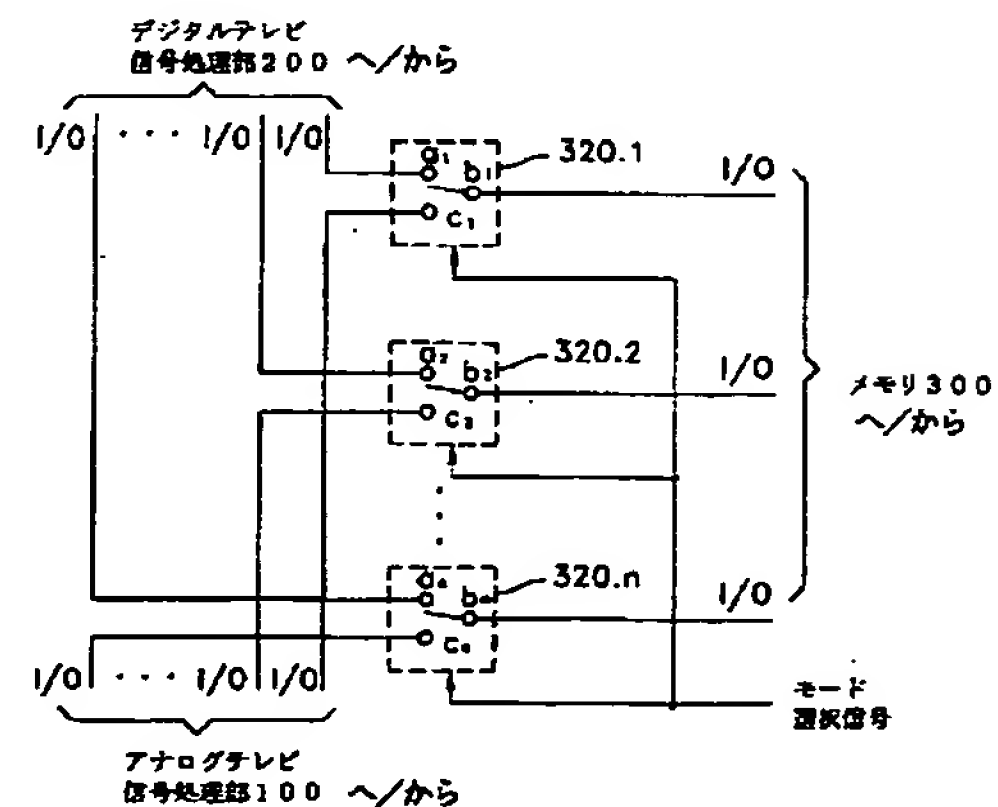 デジタルテレビ
信号処理部200 へ/から
I/O ・・・ I/O I/O
a₁ b₁ 320.1 I/O
c₁
a₂ b₂ 320.2 I/O
c₂
メモリ300
へ/から
320.n I/O
I/O ・・・ I/O I/O
モード
選択信号
アナログテレビ
信号処理部100 へ/から